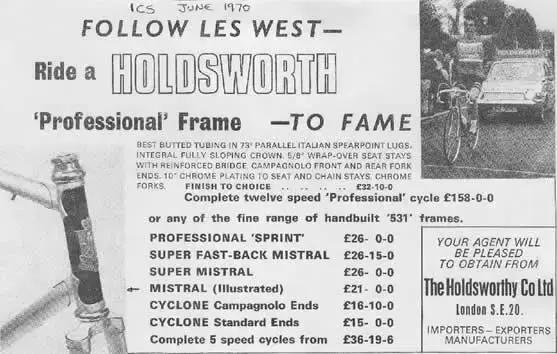 ICS JUNE 1970
FOLLOW LES WEST—
Ride a HOLDSWORTH
'Professional' Frame —TO FAME
BEST BUTTED TUBING IN 73° PARALLEL ITALIAN SPEARPOINT LUGS.
INTEGRAL FULLY SLOPING CROWN. 5/8" WRAP-OVER SEAT STAYS
WITH REINFORCED BRIDGE. CAMPAGNOLO FRONT AND REAR FORK
ENDS. 10" CHROME PLATING TO SEAT AND CHAIN STAYS. CHROME
FORKS. FINISH TO CHOICE .. .. .. .. £32-10-0
Complete twelve speed 'Professional' cycle £158-0-0
or any of the fine range of handbuilt '531' frames.
PROFESSIONAL 'SPRINT' £26- 0-0
SUPER FAST-BACK MISTRAL £26-15-0
SUPER MISTRAL £26- 0-0
← MISTRAL (Illustrated) £21- 0-0
CYCLONE Campagnolo Ends £16-10-0
CYCLONE Standard Ends £15- 0-0
Complete 5 speed cycles from £36-19-6
YOUR AGENT WILL
BE PLEASED
TO OBTAIN FROM
The Holdsworthy Co Ltd
London S.E.20.
IMPORTERS – EXPORTERS
MANUFACTURERS